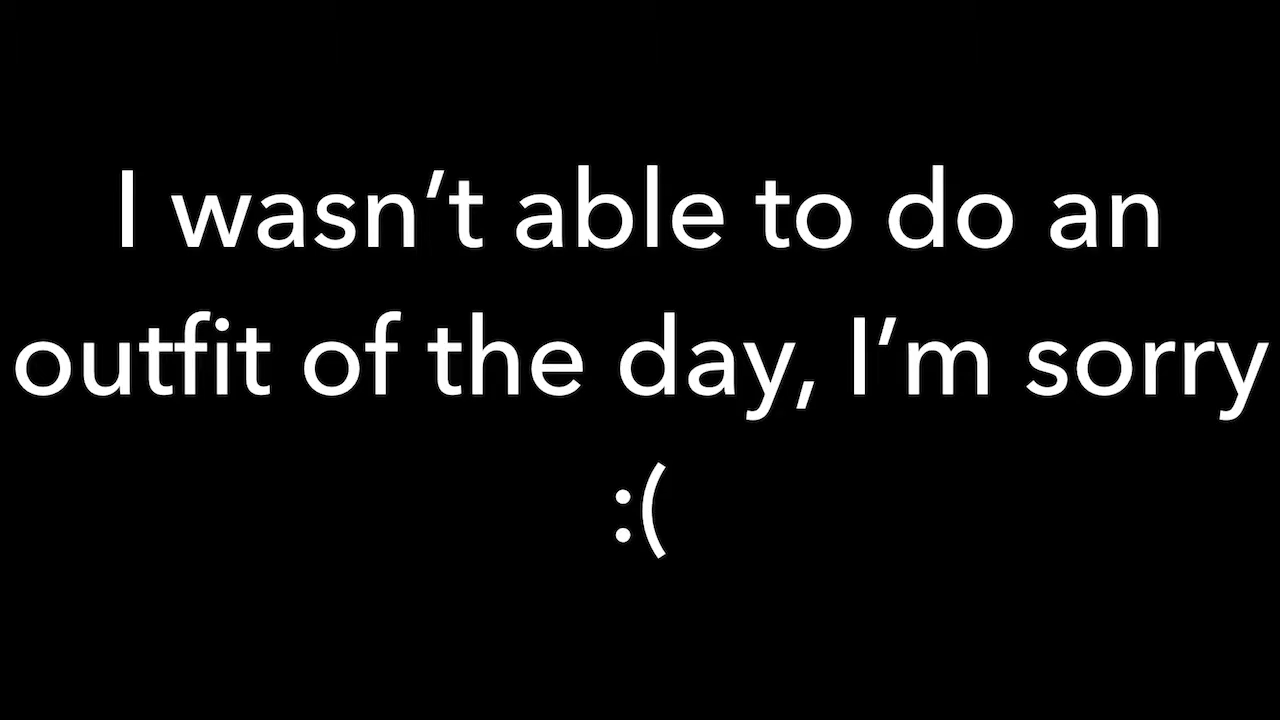 I wasn’t able to do an
outfit of the day, I’m sorry
:(